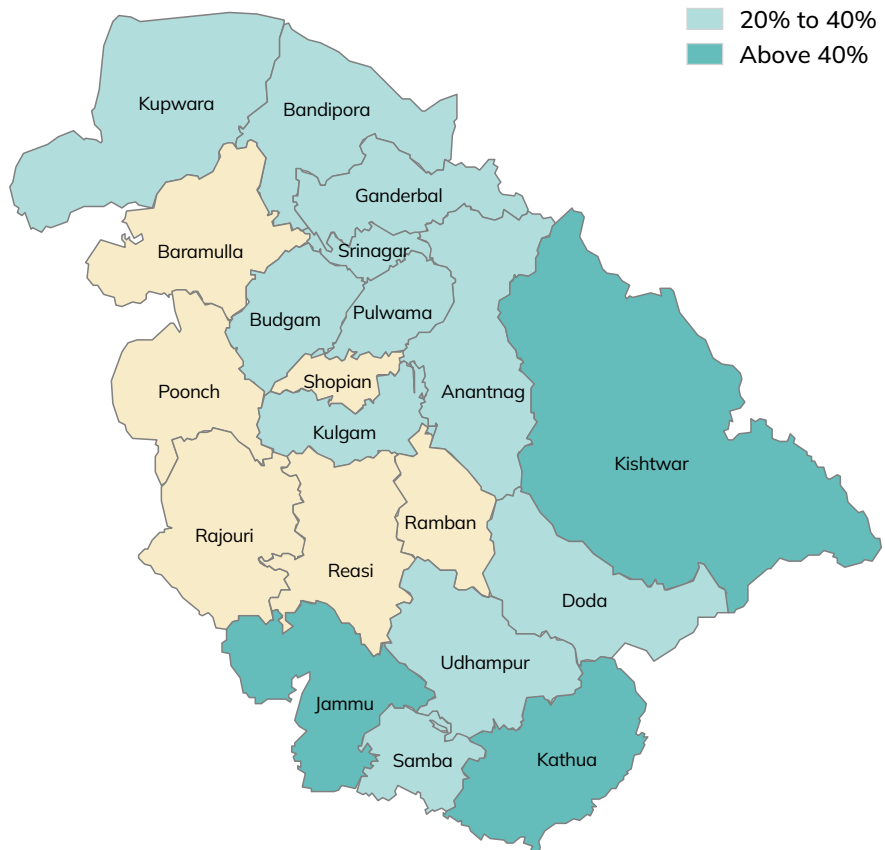 20% to 40%
Above 40%
Kupwara
Bandipora
Ganderbal
Baramulla
Srinagar
Budgam
Pulwama
Shopian
Poonch
Anantnag
Kulgam
Kishtwar
Ramban
Rajouri
Reasi
Doda
Udhampur
Jammu
Samba
Kathua